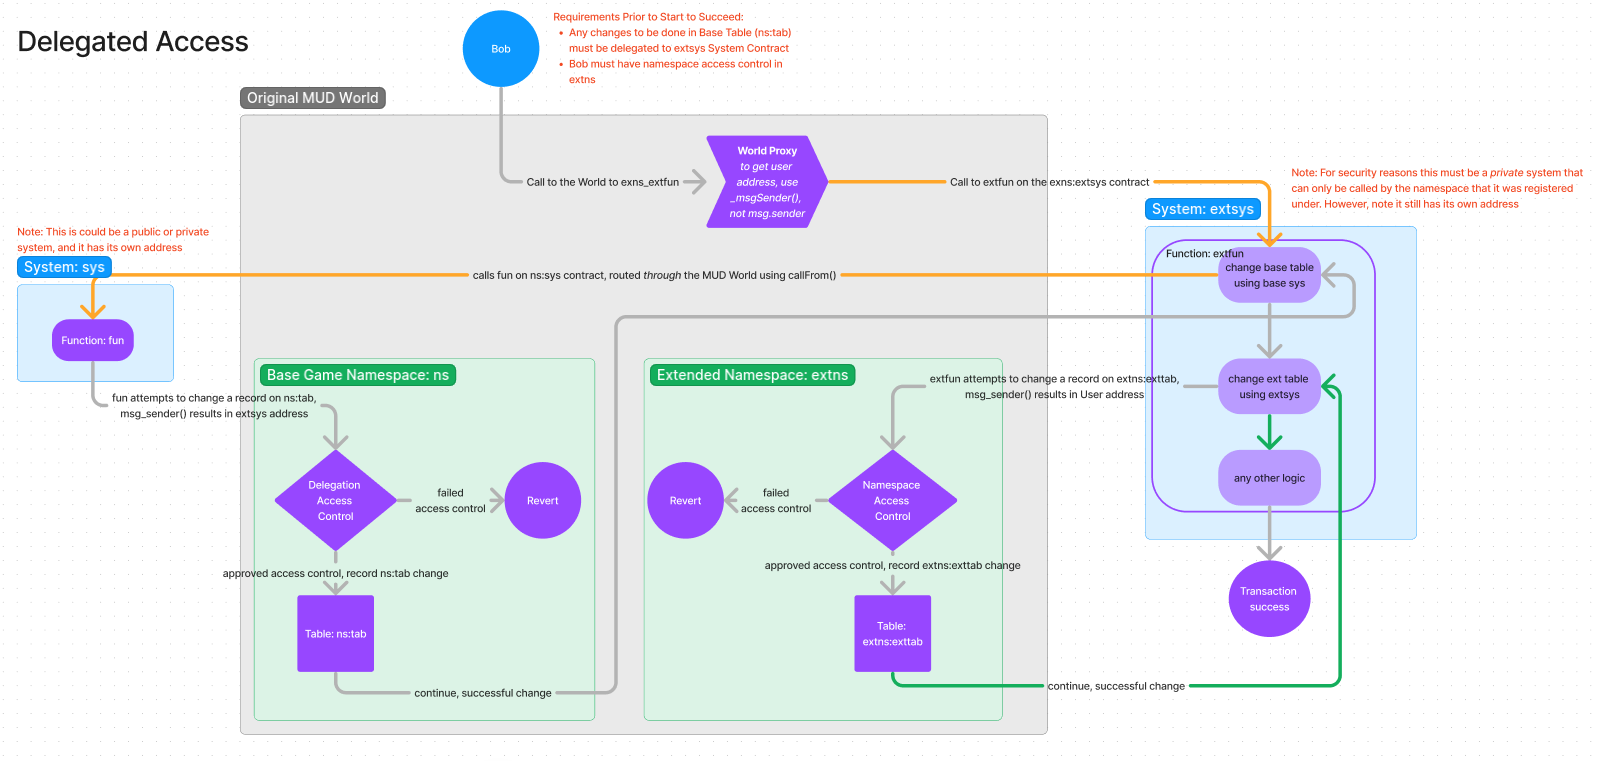 Delegated Access
Bob
Requirements Prior to Start to Succeed:
• Any changes to be done in Base Table (ns:tab)
must be delegated to extsys System Contract
• Bob must have namespace access control in
extns
Original MUD World
World Proxy
to get user
address, use
_msgSender(),
not msg.sender
Call to the World to exns_extfun
Call to extfun on the exns:extsys contract
Note: For security reasons this must be a private system that
can only be called by the namespace that it was registered
under. However, note it still has its own address
System: extsys
Note: This is could be a public or private
system, and it has its own address
System: sys
Function: extfun
change base table
using base sys
calls fun on ns:sys contract, routed through the MUD World using callFrom()
Function: fun
Base Game Namespace: ns
Extended Namespace: extns
fun attempts to change a record on ns:tab,
msg_sender() results in extsys address
extfun attempts to change a record on extns:exttab,
msg_sender() results in User address
change ext table
using extsys
Delegation
Access
Control
failed
access control
Revert
Revert
failed
access control
Namespace
Access
Control
any other logic
approved access control, record ns:tab change
approved access control, record extns:exttab change
Table: ns:tab
Table:
extns:exttab
Transaction
success
continue, successful change
continue, successful change